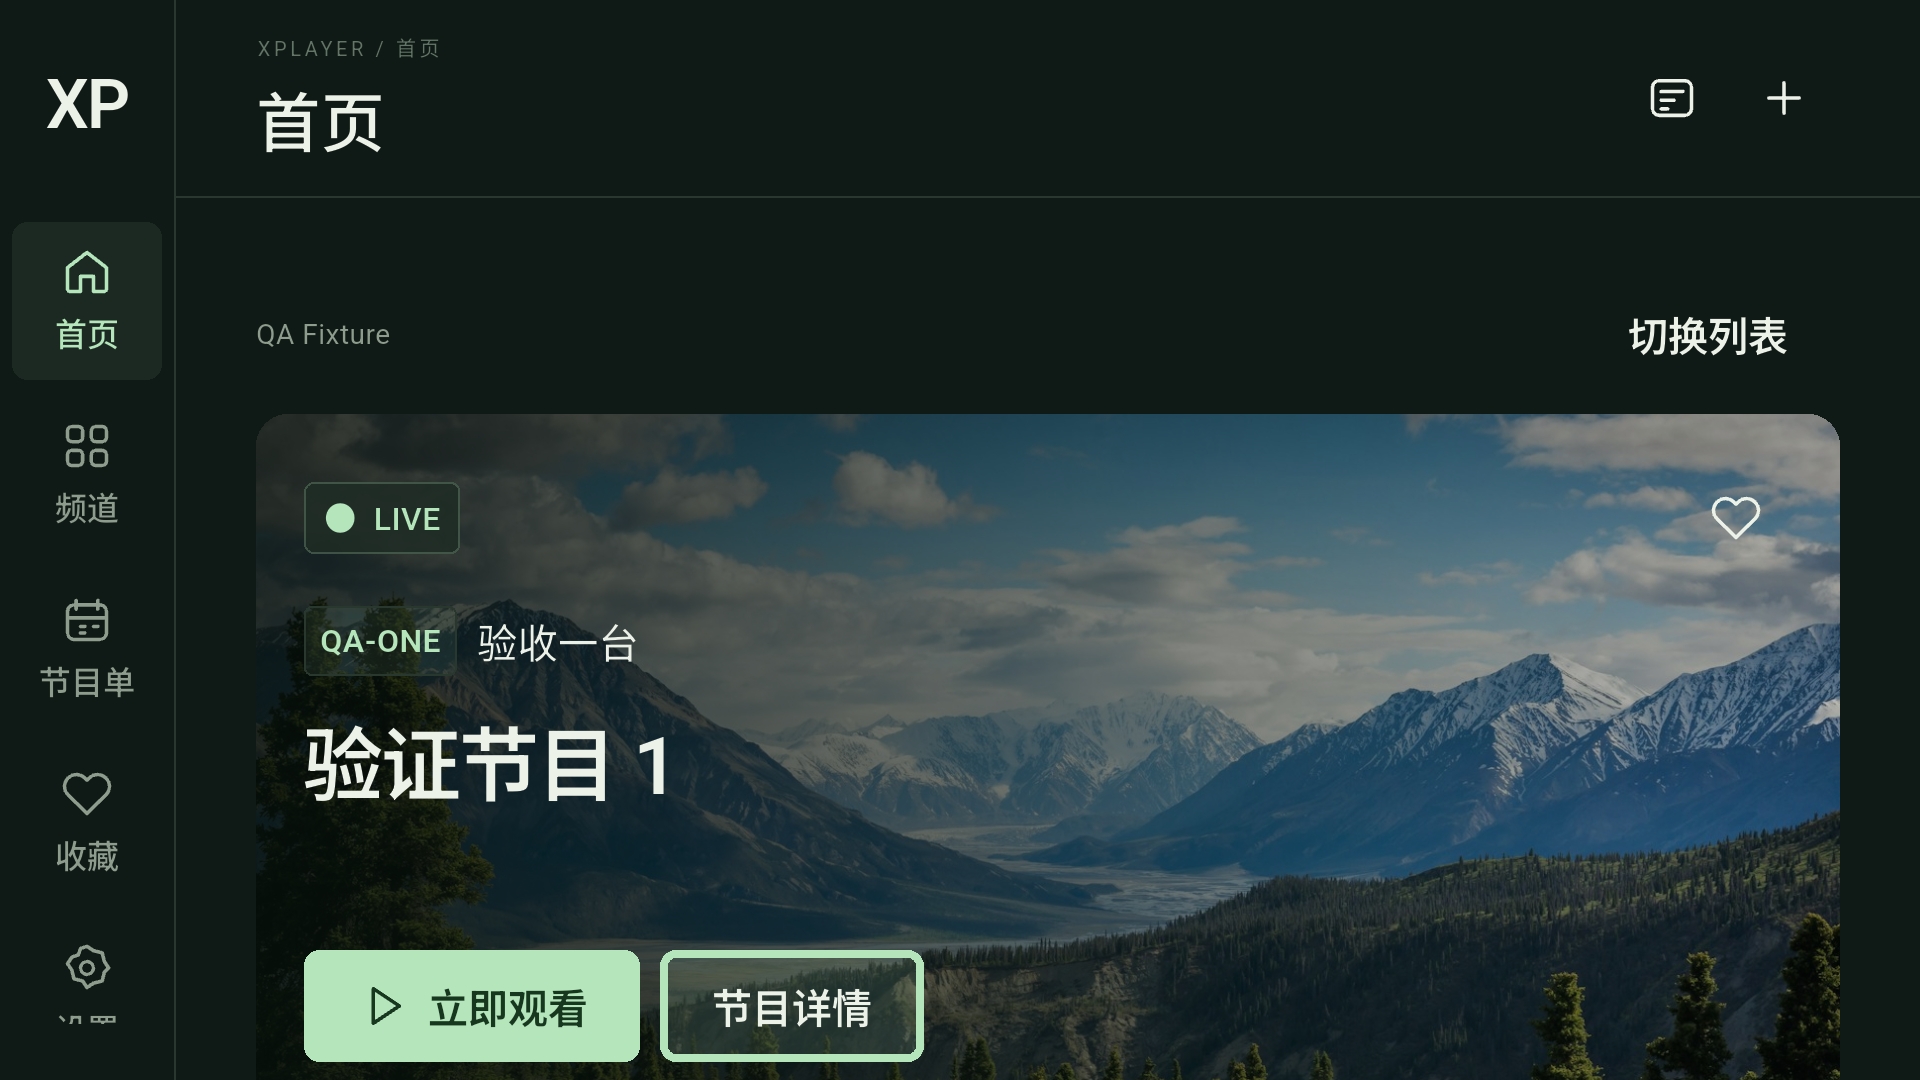 XP
首页
频道
节目单
收藏
设置
XPLAYER / 首页
首页
QA Fixture
切换列表
LIVE
QA-ONE 验收一台
验证节目 1
立即观看
节目详情